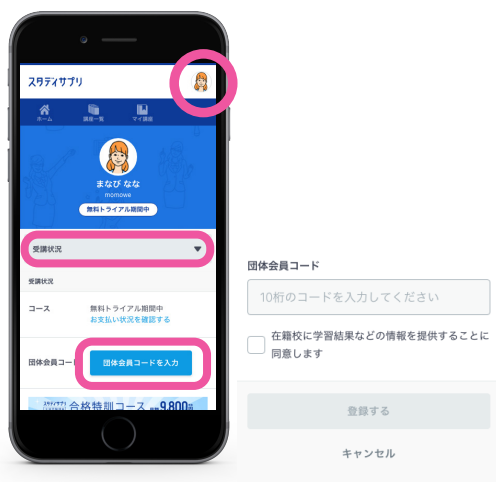 スタディサプリ
ホーム
講座一覧
マイ講座
まなび なな
momowa
無料トライアル期間中
受講状況
受講状況
コース
無料トライアル期間中
お支払い状況を確認する
団体会員コード
団体会員コードを入力
合格特訓コース
9,800
団体会員コード
10桁のコードを入力してください
在籍校に学習結果などの情報を提供することに
同意します
登録する
キャンセル